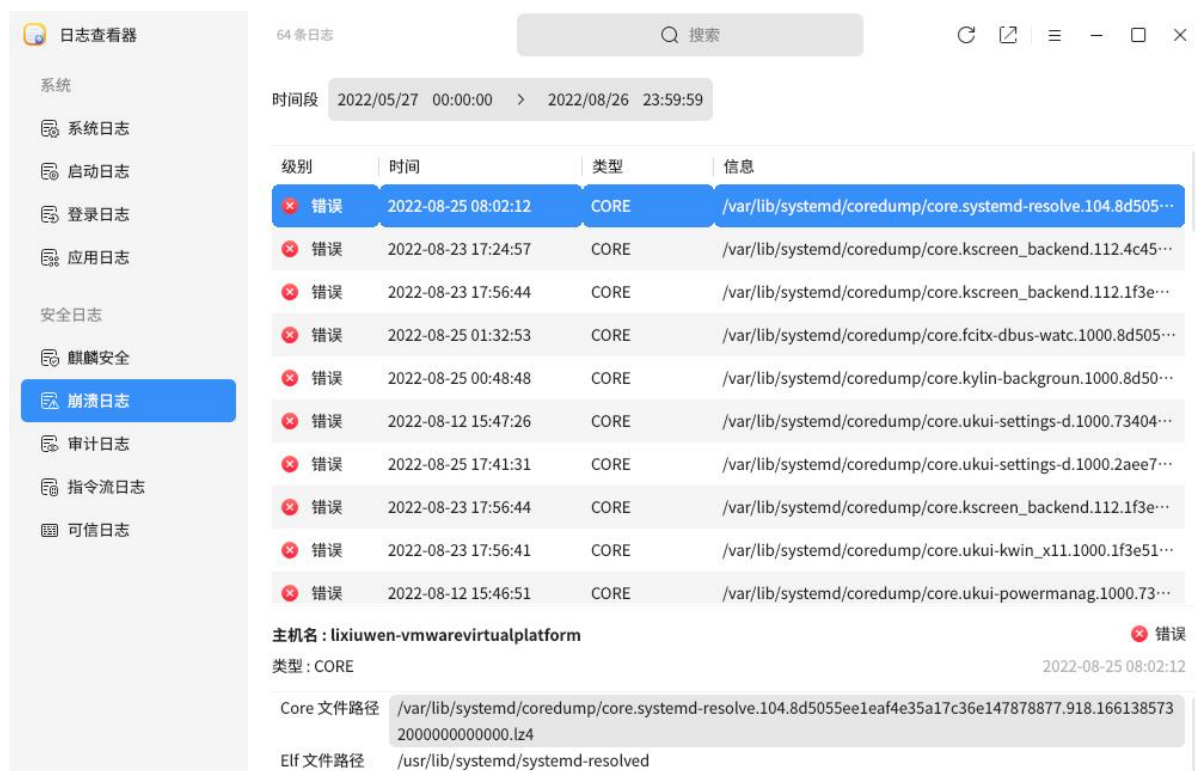 日志查看器
64 条日志
搜索
系统
系统日志
启动日志
登录日志
应用日志
安全日志
麒麟安全
崩溃日志
审计日志
指令流日志
可信日志
时间段 2022/05/27 00:00:00 > 2022/08/26 23:59:59
级别 时间 类型 信息
错误 2022-08-25 08:02:12 CORE /var/lib/systemd/coredump/core.systemd-resolve.104.8d505···
错误 2022-08-23 17:24:57 CORE /var/lib/systemd/coredump/core.kscreen_backend.112.4c45···
错误 2022-08-23 17:56:44 CORE /var/lib/systemd/coredump/core.kscreen_backend.112.1f3e···
错误 2022-08-25 01:32:53 CORE /var/lib/systemd/coredump/core.fcitx-dbus-watc.1000.8d505···
错误 2022-08-25 00:48:48 CORE /var/lib/systemd/coredump/core.kylin-backgroun.1000.8d50···
错误 2022-08-12 15:47:26 CORE /var/lib/systemd/coredump/core.ukui-settings-d.1000.73404···
错误 2022-08-25 17:41:31 CORE /var/lib/systemd/coredump/core.ukui-settings-d.1000.2aee7···
错误 2022-08-23 17:56:44 CORE /var/lib/systemd/coredump/core.kscreen_backend.112.1f3e···
错误 2022-08-23 17:56:41 CORE /var/lib/systemd/coredump/core.ukui-kwin_x11.1000.1f3e51···
错误 2022-08-12 15:46:51 CORE /var/lib/systemd/coredump/core.ukui-powermanag.1000.73···
主机名 : lixiuwen-vmwarevirtualplatform 错误
类型 : CORE 2022-08-25 08:02:12
Core 文件路径 /var/lib/systemd/coredump/core.systemd-resolve.104.8d5055ee1eaf4e35a17c36e147878877.918.166138573
2000000000000.lz4
Elf 文件路径 /usr/lib/systemd/systemd-resolved